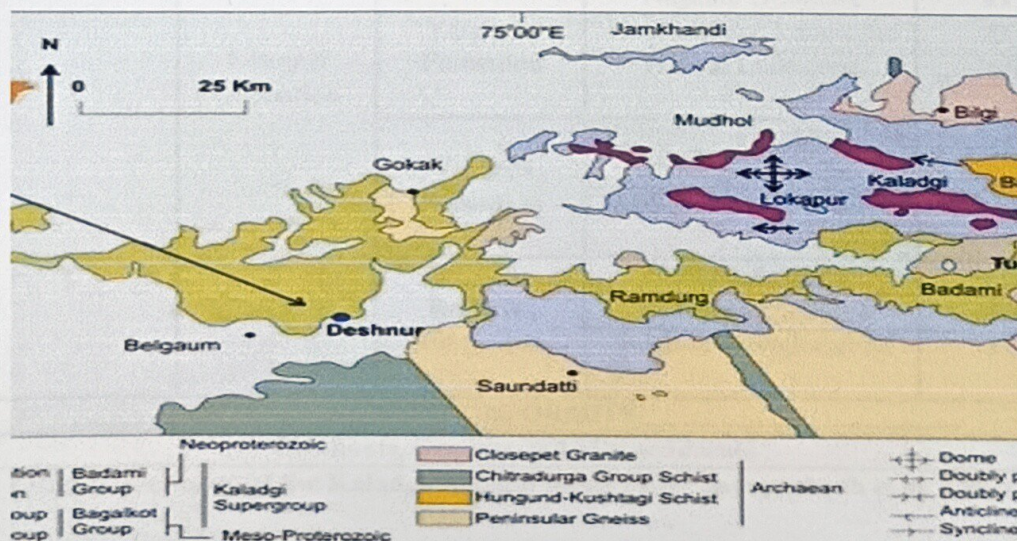 75°00"E
Jamkhandi
N
0 25 Km
Bilgi
Mudhol
Gokak
Kaladgi
Lokapur
Ramdurg
Badami
Deshnur
Belgaum
Saundatti
Neoproterozoic
Badami
Group
Kaladgi
Supergroup
Bagalkot
Group
Meso-Proterozoic
Closepet Granite
Chitradurga Group Schist
Hungund-Kushtagi Schist
Peninsular Gneiss
Archaean
Dome
Doubly
Doubly
Anticline
Syncline